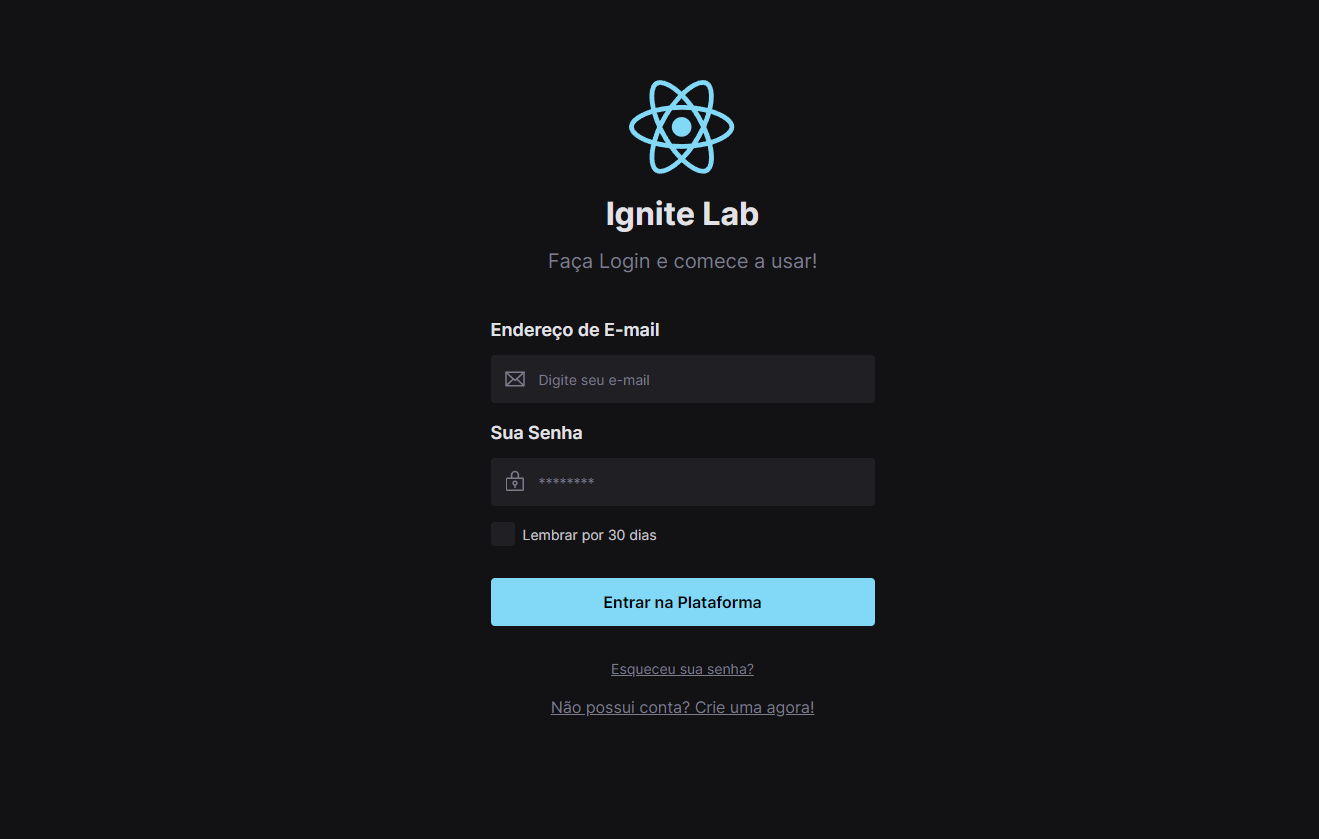 Ignite Lab
Faça Login e comece a usar!
Endereço de E-mail
Digite seu e-mail
Sua Senha
********
Lembrar por 30 dias
Entrar na Plataforma
Esqueceu sua senha?
Não possui conta? Crie uma agora!